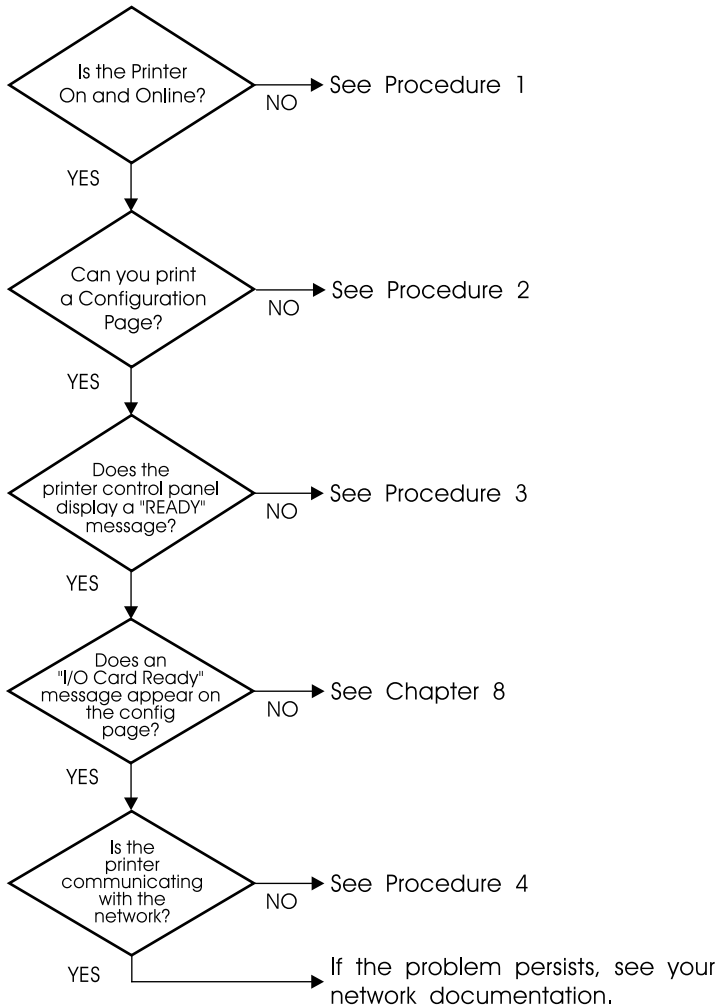 Is the Printer
On and Online?
NO
See Procedure 1
YES
Can you print
a Configuration
Page?
NO
See Procedure 2
YES
Does the
printer control panel
display a "READY"
message?
NO
See Procedure 3
YES
Does an
"I/O Card Ready"
message appear on
the config
page?
NO
See Chapter 8
YES
Is the
printer
communicating
with the
network?
NO
See Procedure 4
YES
If the problem persists, see your
network documentation.